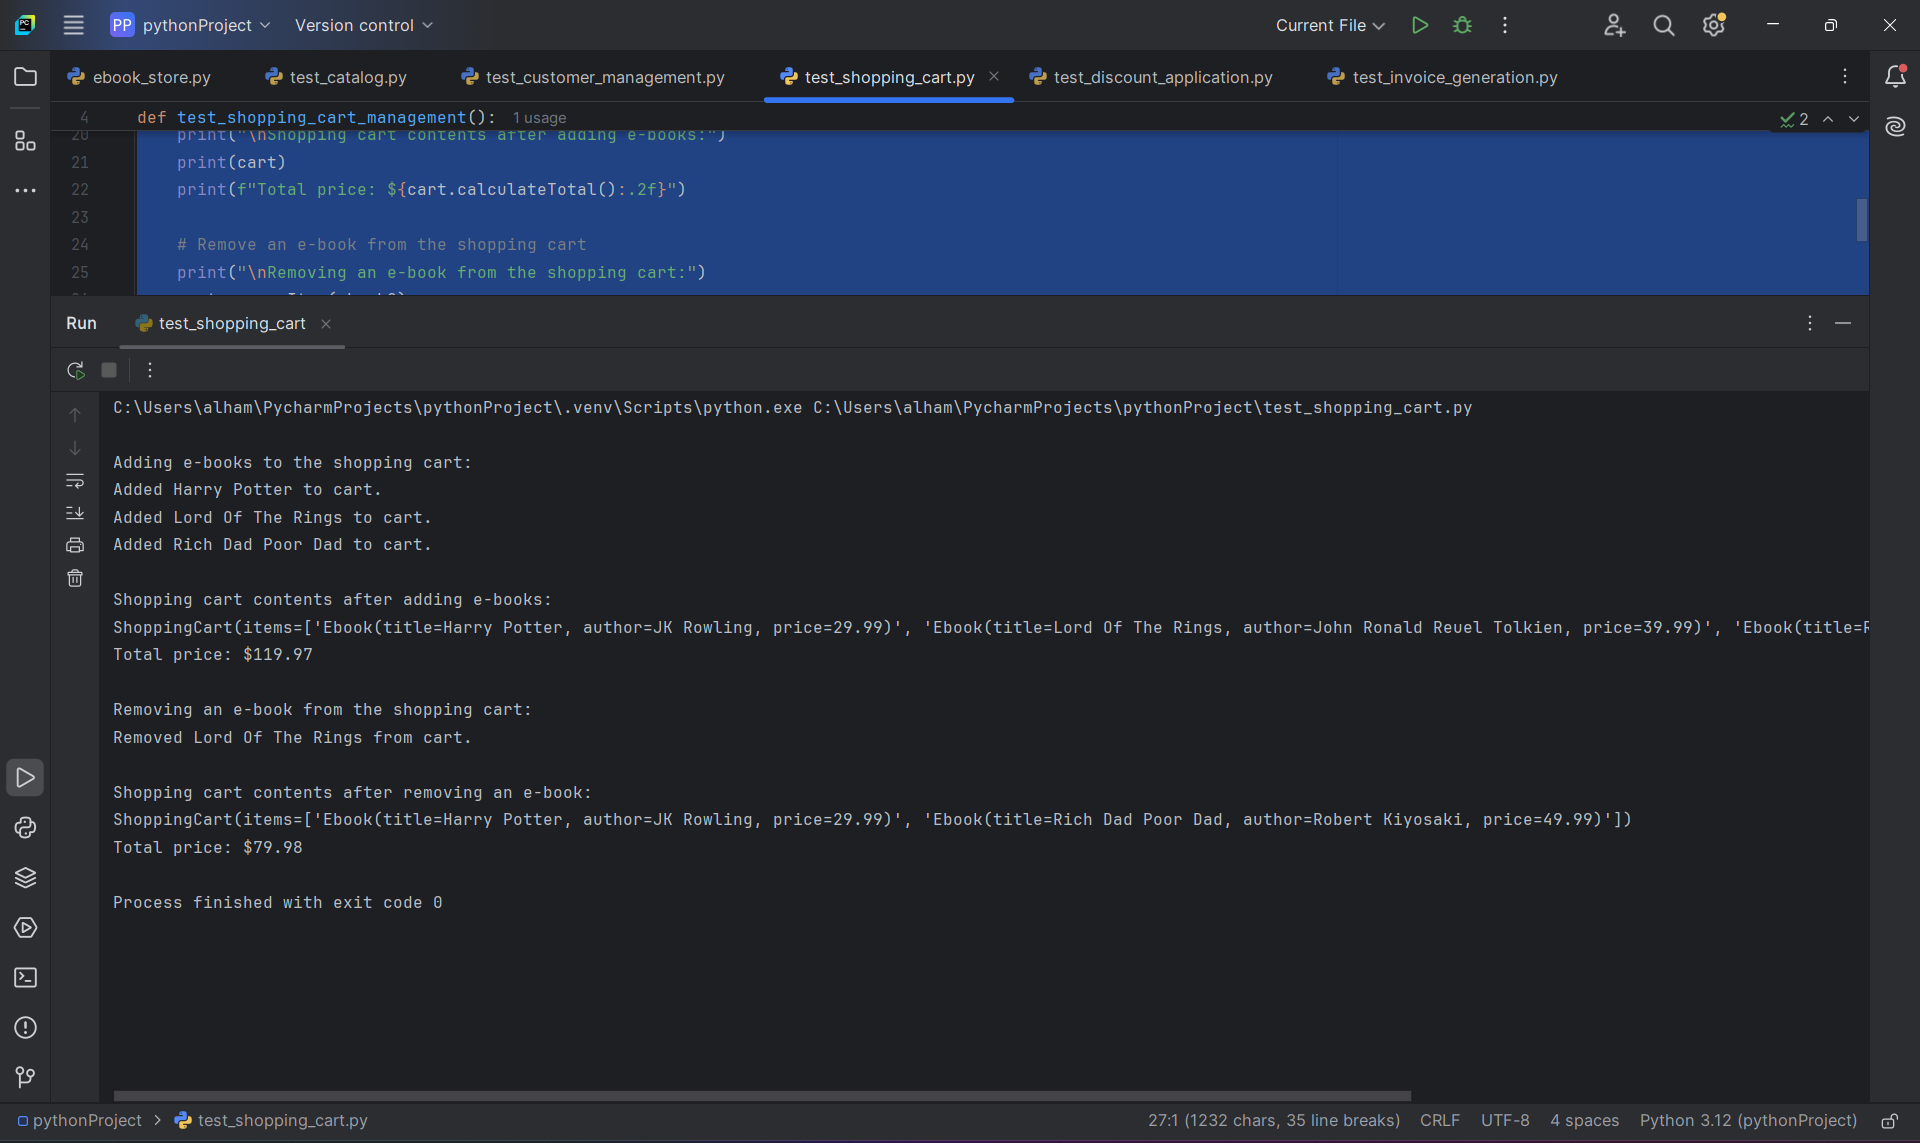 PP pythonProject Version control Current File
ebook_store.py test_catalog.py test_customer_management.py test_shopping_cart.py test_discount_application.py test_invoice_generation.py
4 def test_shopping_cart_management(): 1 usage 2
20 print("\nShopping cart contents after adding e-books:")
21 print(cart)
22 print(f"Total price: ${cart.calculateTotal():.2f}")
23
24 # Remove an e-book from the shopping cart
25 print("\nRemoving an e-book from the shopping cart:")
Run test_shopping_cart
C:\Users\alham\PycharmProjects\pythonProject\.venv\Scripts\python.exe C:\Users\alham\PycharmProjects\pythonProject\test_shopping_cart.py
Adding e-books to the shopping cart:
Added Harry Potter to cart.
Added Lord Of The Rings to cart.
Added Rich Dad Poor Dad to cart.
Shopping cart contents after adding e-books:
ShoppingCart(items=['Ebook(title=Harry Potter, author=JK Rowling, price=29.99)', 'Ebook(title=Lord Of The Rings, author=John Ronald Reuel Tolkien, price=39.99)', 'Ebook(title=R
Total price: $119.97
Removing an e-book from the shopping cart:
Removed Lord Of The Rings from cart.
Shopping cart contents after removing an e-book:
ShoppingCart(items=['Ebook(title=Harry Potter, author=JK Rowling, price=29.99)', 'Ebook(title=Rich Dad Poor Dad, author=Robert Kiyosaki, price=49.99)'])
Total price: $79.98
Process finished with exit code 0
pythonProject > test_shopping_cart.py 27:1 (1232 chars, 35 line breaks) CRLF UTF-8 4 spaces Python 3.12 (pythonProject)